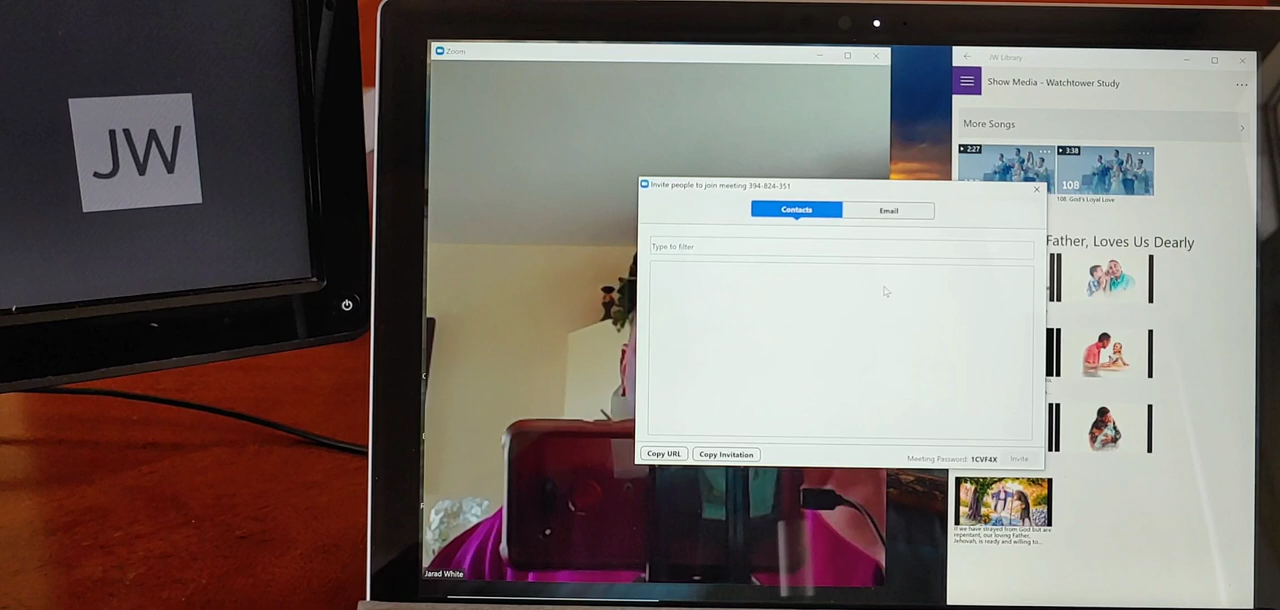 JW
Zoom
Invite people to join meeting 394-824-351
Contacts
Email
Type to filter
Copy URL
Copy Invitation
Meeting Password: 1CVF4X
Invite
Jarad White
JW Library
Show Media - Watchtower Study
More Songs
2:27
3:38
108
108. God's Loyal Love
Father, Loves Us Dearly
If we have strayed from God but are
repentant, our loving Father,
Jehovah, is ready and willing to...